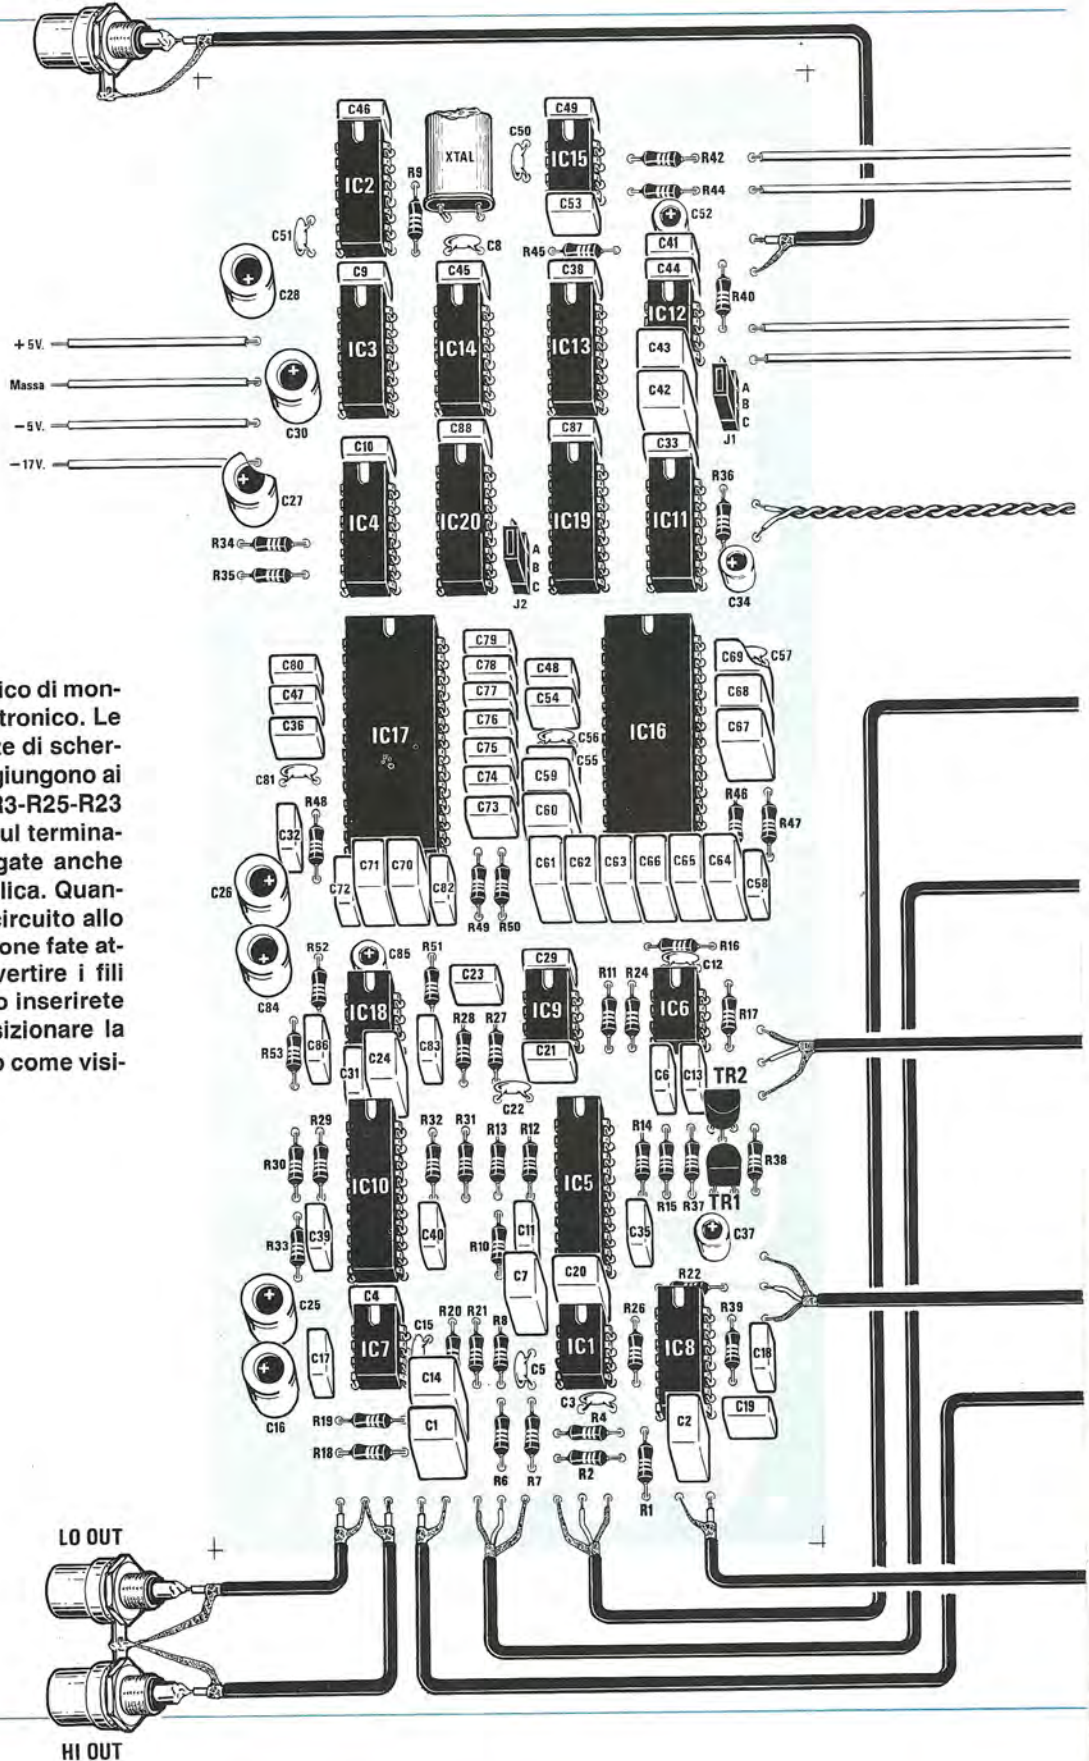 C46
C49
C50
XTAL
IC15
R42
IC2
R9
R44
C53
C52
C51
C8
R45
C41
C9
C45
C38
C44
C28
R40
IC12
+5V.
IC3
IC14
IC13
C43
Massa
C42
A
B
C
-5V.
C30
C88
C87
J1
C10
C33
-17V.
R36
C27
IC4
IC20
IC19
IC11
R34
A
B
C
R35
J2
C34
C79
C80
C78
C48
C69
C57
ico di mon-
C47
C77
C54
C68
tronico. Le
C36
C76
C56
C67
IC17
IC16
ze di scher-
C75
C55
giungono ai
C81
C74
C59
R3-R25-R23
R48
C73
C60
R46
R47
ul termina-
C32
gate anche
C71
C70
C61
C62
C63
C66
C65
C64
lica. Quan-
C26
C72
C82
C58
circuito allo
R49
R50
one fate at-
R52
C85
R51
R16
vertire i fili
C29
C12
C23
R11
R24
o inserirete
C84
IC18
IC9
IC6
R17
sizionare la
R28
R27
R53
C86
C83
C21
o come visi-
C31
C24
C6
C13
TR2
C22
R29
R32
R31
R13
R12
R14
R30
IC10
IC5
R38
R15
R37
TR1
R33
C39
C40
R10
C11
C35
C37
C7
C20
R22
C25
C4
C15
R20
R21
R8
R26
R39
IC7
IC1
IC8
C17
C14
C5
C18
C3
C16
R19
C1
R4
C2
C19
R18
R6
R7
R2
R1
LO OUT
HI OUT